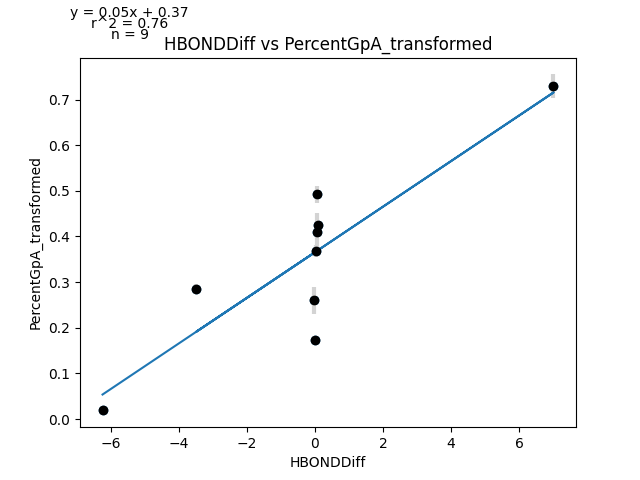 y = 0.05x + 0.37
r^2 = 0.76
n = 9
HBONDDiff vs PercentGpA_transformed
PercentGpA_transformed
0.7
0.6
0.5
0.4
0.3
0.2
0.1
0.0
−6
−4
−2
0
2
4
6
HBONDDiff